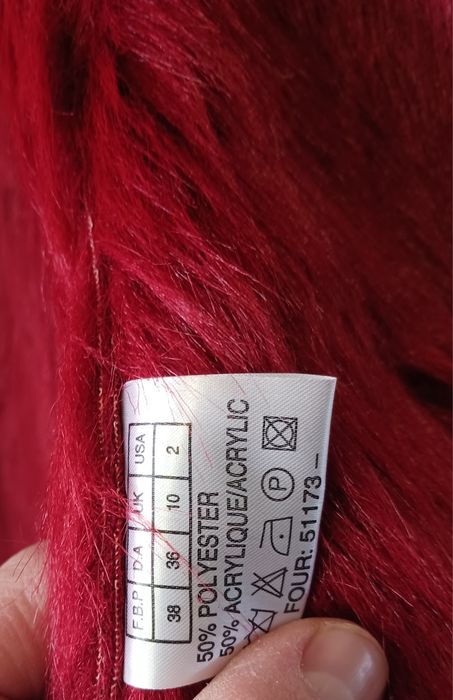 F.B.P D.A UK USA
38 36 10 2
50% POLYESTER
50% ACRYLIQUE/ACRYLIC
P
FOUR: 51173 –